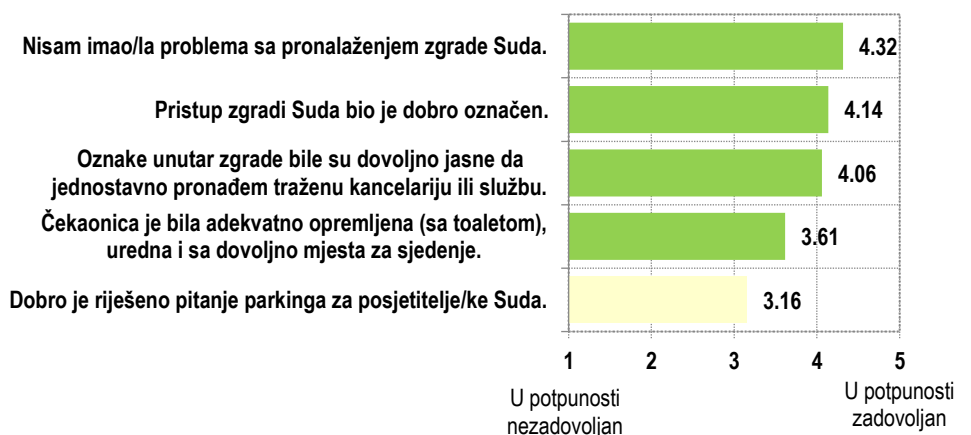 Nisam imao/la problema sa pronalaženjem zgrade Suda.
4.32
Pristup zgradi Suda bio je dobro označen.
4.14
Oznake unutar zgrade bile su dovoljno jasne da
jednostavno pronađem traženu kancelariju ili službu.
4.06
Čekaonica je bila adekvatno opremljena (sa toaletom),
uredna i sa dovoljno mjesta za sjedenje.
3.61
Dobro je riješeno pitanje parkinga za posjetitelje/ke Suda.
3.16
1 2 3 4 5
U potpunosti
nezadovoljan
U potpunosti
zadovoljan